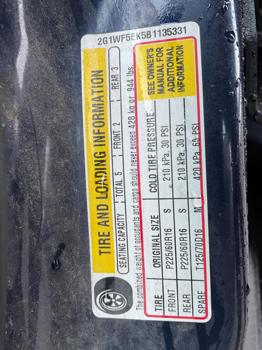 2G1WF5EK5B1135331
TIRE AND LOADING INFORMATION
SEATING CAPACITY TOTAL 5 FRONT 2 REAR 3
The combined weight of occupants and cargo should never exceed 428 kg or 944 lbs.
TIRE ORIGINAL SIZE COLD TIRE PRESSURE
FRONT P225/60R16 S 210 kPa, 30 PSI
REAR P225/60R16 S 210 kPa, 30 PSI
SPARE T125/70D16 M 420 kPa, 60 PSI
SEE OWNER'S
MANUAL FOR
ADDITIONAL
INFORMATION